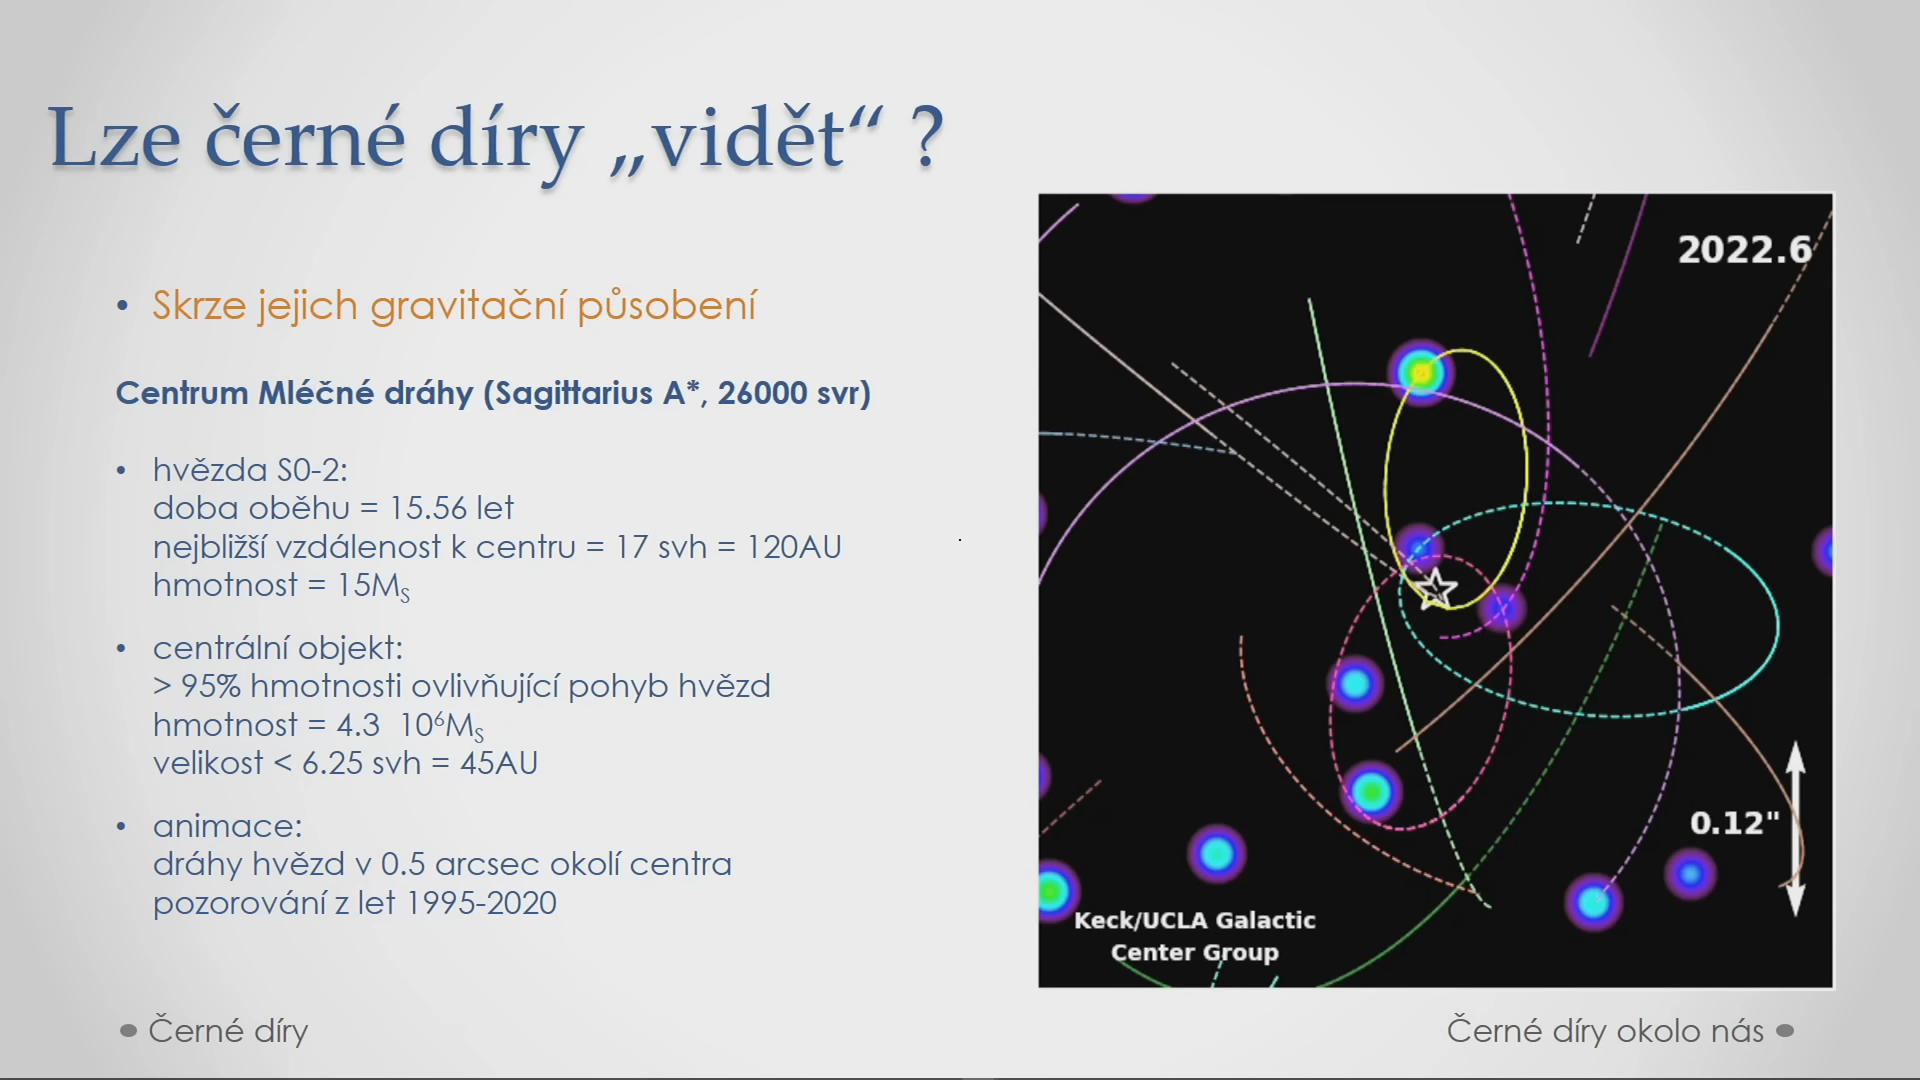 Lze černé díry „vidět“ ?
2022.6
• Skrze jejich gravitační působení
Centrum Mléčné dráhy (Sagittarius A*, 26000 svr)
• hvězda S0-2:
doba oběhu = 15.56 let
nejbližší vzdálenost k centru = 17 svh = 120AU
hmotnost = 15M_S
• centrální objekt:
> 95% hmotnosti ovlivňující pohyb hvězd
hmotnost = 4.3  10⁶M_S
velikost < 6.25 svh = 45AU
• animace:
dráhy hvězd v 0.5 arcsec okolí centra
pozorování z let 1995-2020
0.12"
Keck/UCLA Galactic
Center Group
Černé díry
Černé díry okolo nás